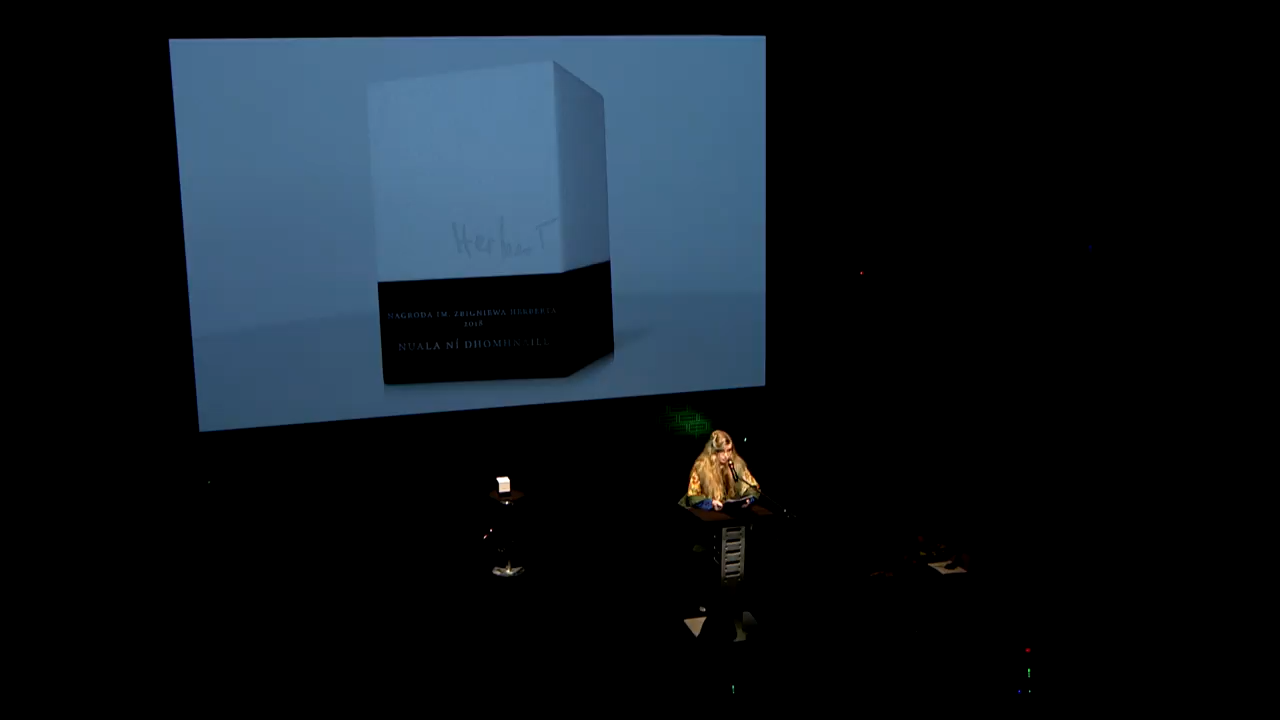 HerberT
NAGRODA IM. ZBIGNIEWA HERBERTA
2018
NUALA NÍ DHOMHNAILL